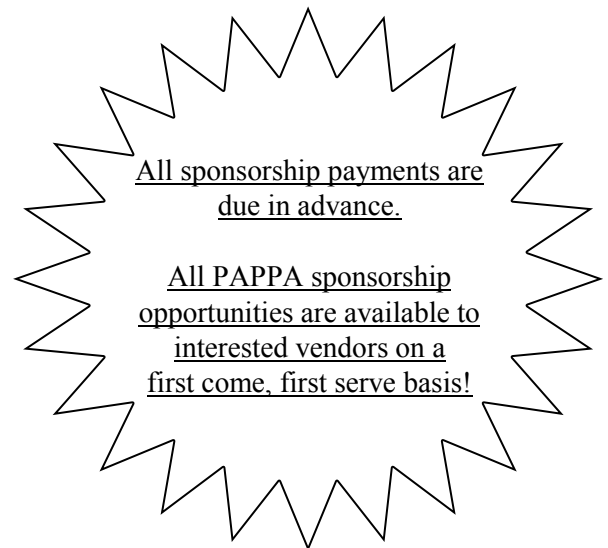 All sponsorship payments are
due in advance.
All PAPPA sponsorship
opportunities are available to
interested vendors on a
first come, first serve basis!